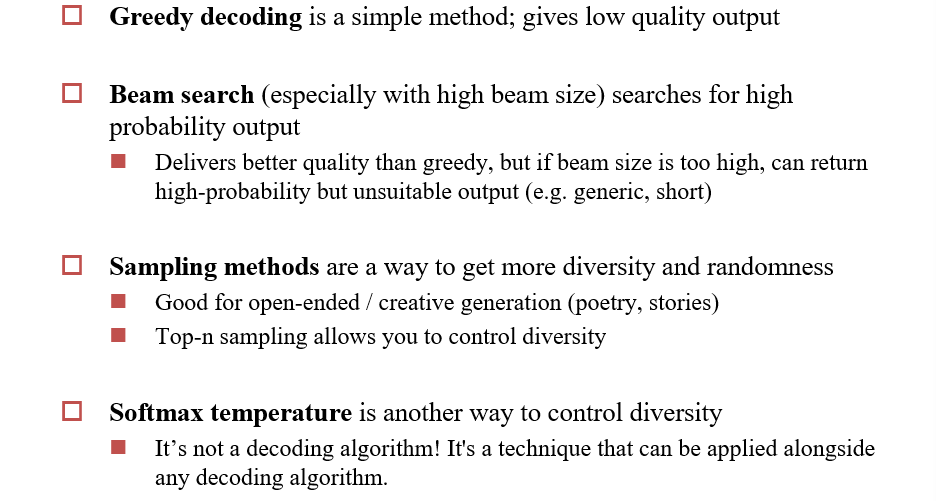 Greedy decoding is a simple method; gives low quality output
Beam search (especially with high beam size) searches for high
probability output
Delivers better quality than greedy, but if beam size is too high, can return
high-probability but unsuitable output (e.g. generic, short)
Sampling methods are a way to get more diversity and randomness
Good for open-ended / creative generation (poetry, stories)
Top-n sampling allows you to control diversity
Softmax temperature is another way to control diversity
It’s not a decoding algorithm! It's a technique that can be applied alongside
any decoding algorithm.